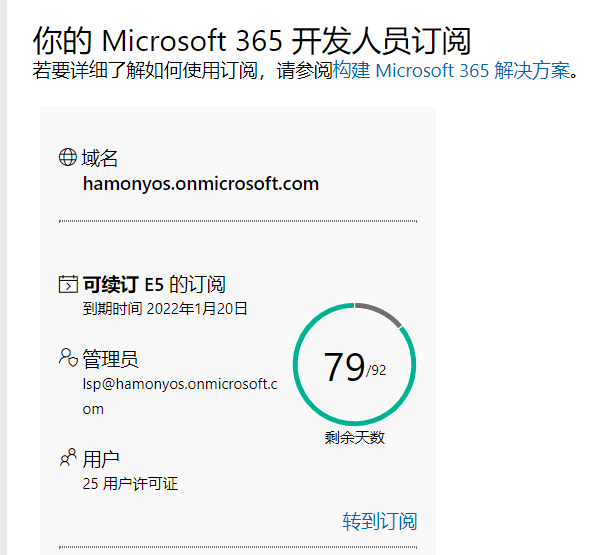 你的 Microsoft 365 开发人员订阅
若要详细了解如何使用订阅，请参阅构建 Microsoft 365 解决方案。
域名
hamonyos.onmicrosoft.com
可续订 E5 的订阅
到期时间 2022年1月20日
管理员
lsp@hamonyos.onmicrosoft.c
om
79/92
剩余天数
用户
25 用户许可证
转到订阅